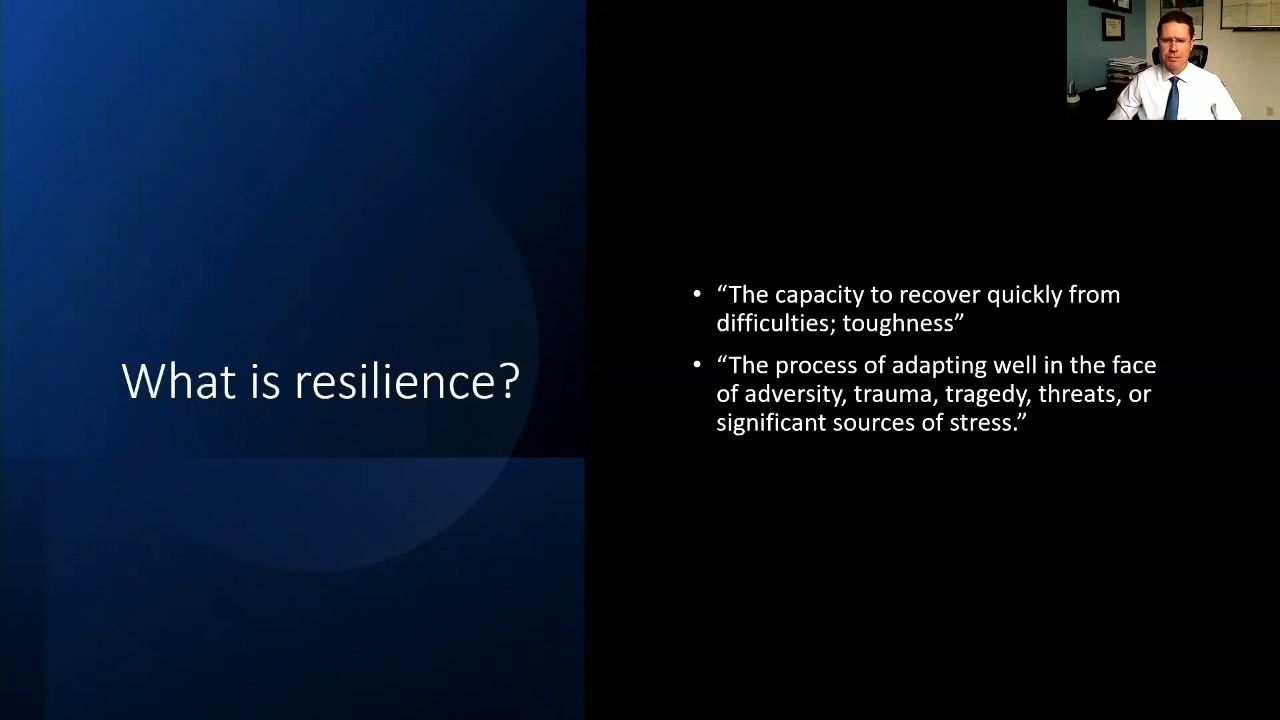 What is resilience?
• “The capacity to recover quickly from
difficulties; toughness”
• “The process of adapting well in the face
of adversity, trauma, tragedy, threats, or
significant sources of stress.”